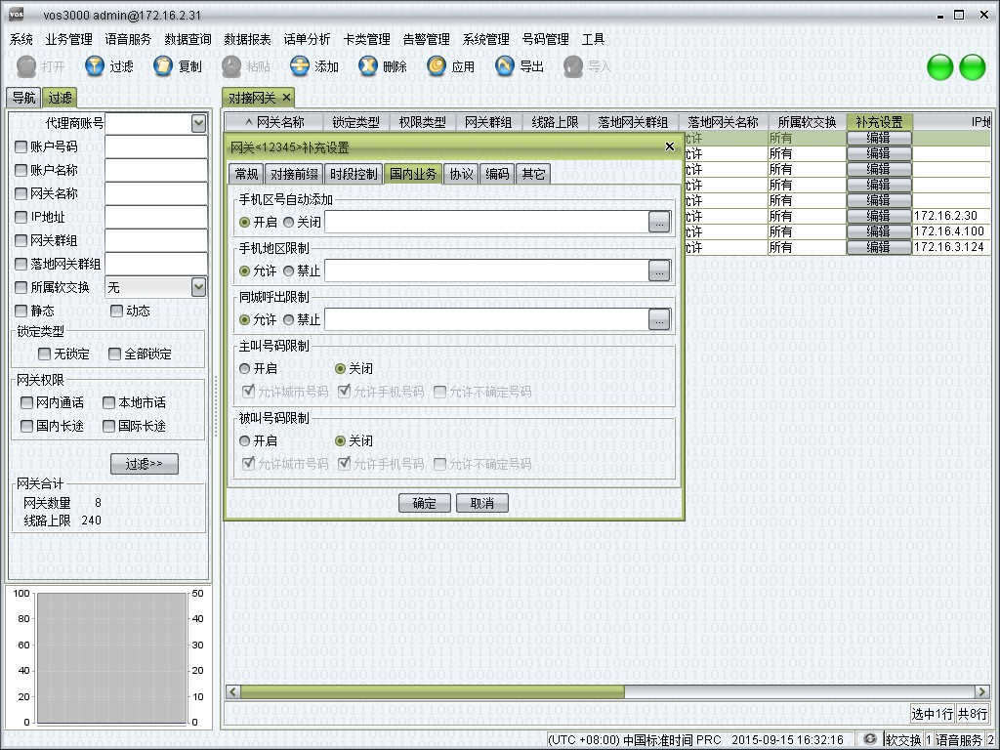 vos vos3000 admin@172.16.2.31
系统 业务管理 语音服务 数据查询 数据报表 话单分析 卡类管理 告警管理 系统管理 号码管理 工具
打开 过滤 复制 粘贴 添加 删除 应用 导出 导入
导航 过滤
代理商账号
账户号码
账户名称
网关名称
IP地址
网关群组
落地网关群组
所属软交换 无
静态 动态
锁定类型
无锁定 全部锁定
网关权限
网内通话 本地市话
国内长途 国际长途
过滤>>
网关合计
网关数量 8
线路上限 240
100 50
80 40
60 30
40 20
20 10
0 0
对接网关
网关名称 锁定类型 权限类型 网关群组 线路上限 落地网关群组 落地网关名称 所属软交换 补充设置 IP地
所有 编辑
所有 编辑
所有 编辑
所有 编辑
所有 编辑
所有 编辑 172.16.2.30
所有 编辑 172.16.4.100
所有 编辑 172.16.3.124
网关<12345>补充设置
常规 对接前缀 时段控制 国内业务 协议 编码 其它
手机区号自动添加
开启 关闭 ...
手机地区限制
允许 禁止 ...
同城呼出限制
允许 禁止 ...
主叫号码限制
开启 关闭
允许城市号码 允许手机号码 允许不确定号码
被叫号码限制
开启 关闭
允许城市号码 允许手机号码 允许不确定号码
确定 取消
选中1行 共8行
(UTC +08:00) 中国标准时间 PRC 2015-09-15 16:32:16 软交换 1 语音服务 2